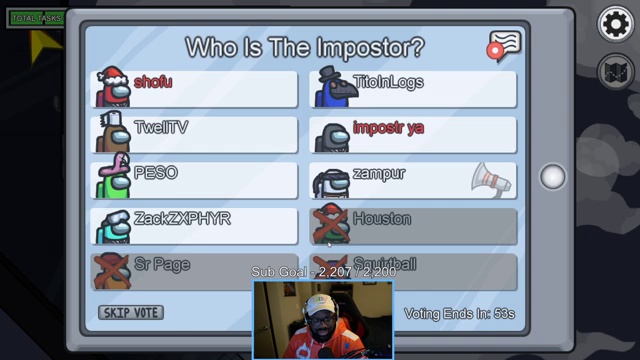 TOTAL TASKS
Who Is The Impostor?
shofu
TitoInLogs
TwellTV
impostr ya
PESO
zampur
ZackZXPHYR
Houston
Sr Page
Squirtball
Sub Goal - 2,207 / 2,200
SKIP VOTE
Voting Ends In: 53s